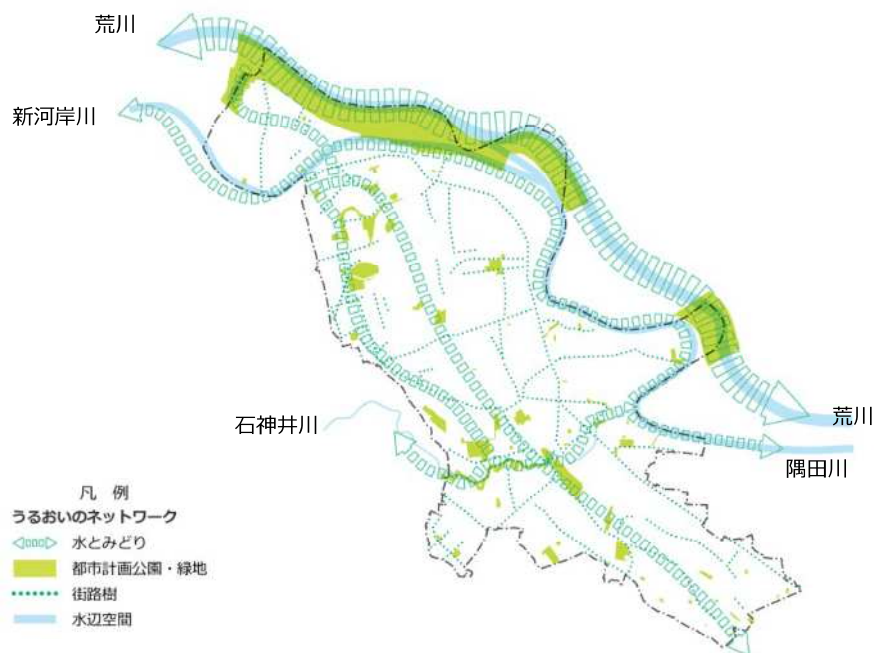 荒川
新河岸川
石神井川
荒川
隅田川
凡 例
うるおいのネットワーク
水とみどり
都市計画公園・緑地
街路樹
水辺空間